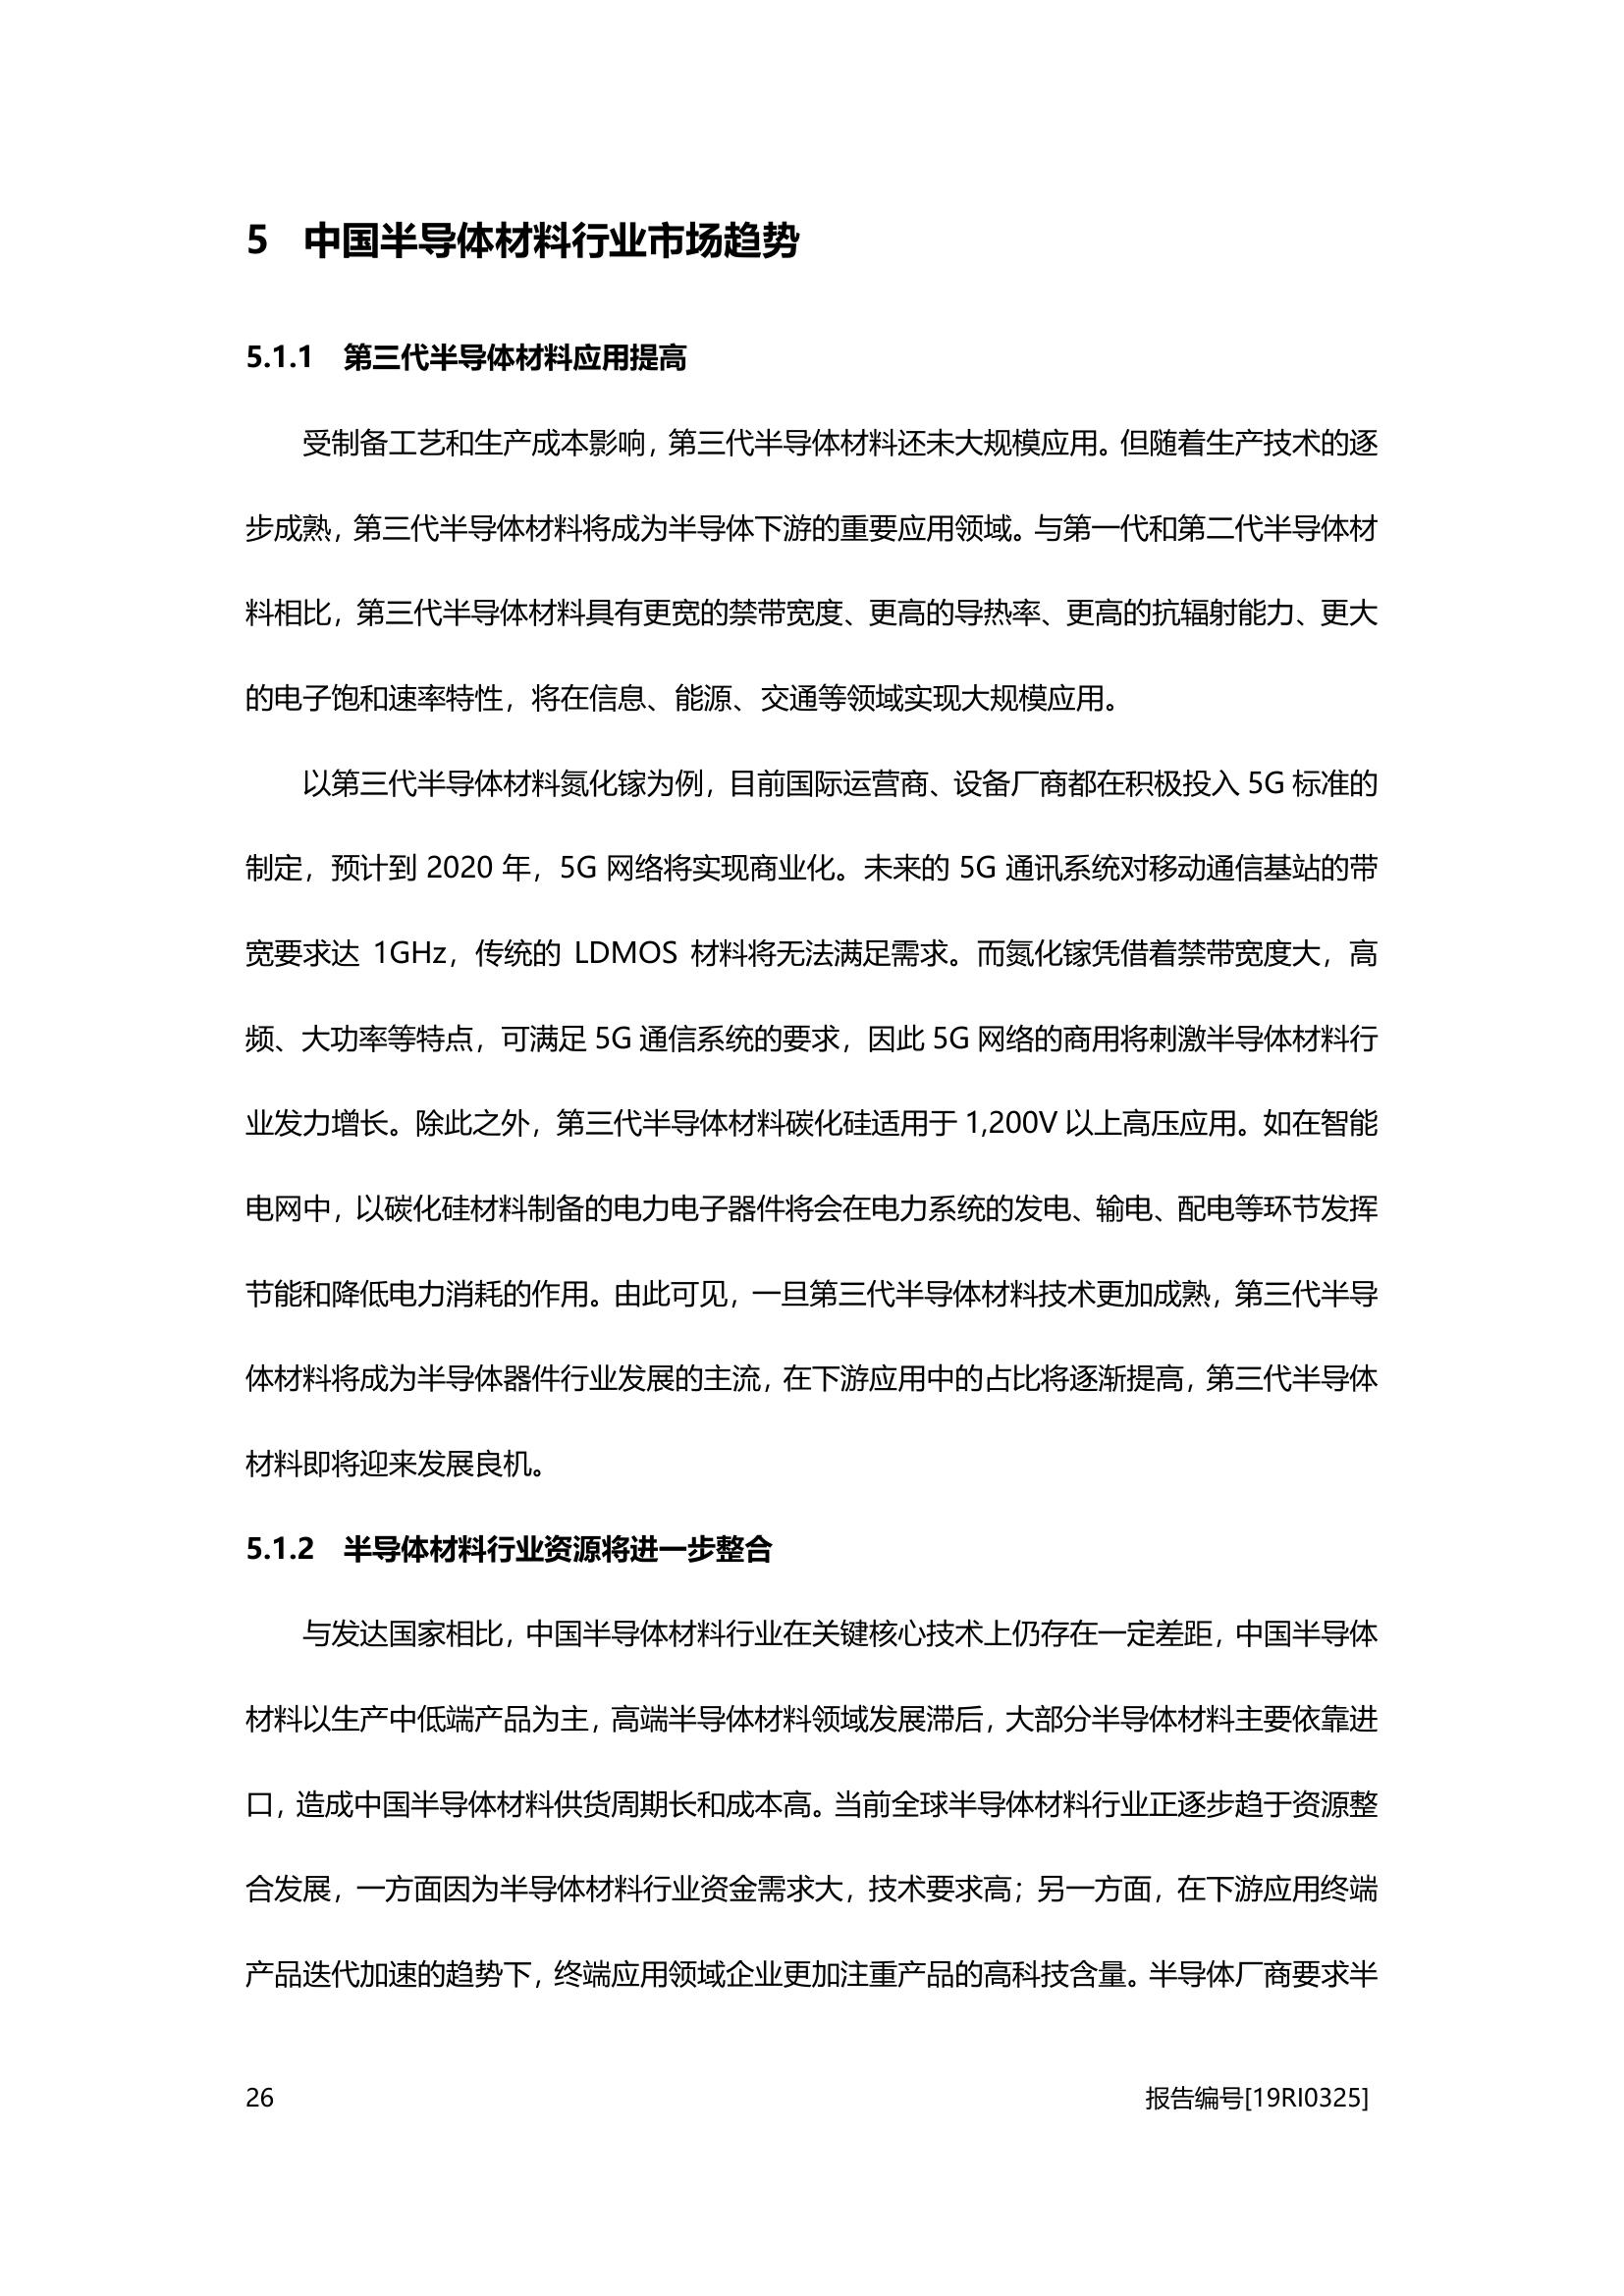 5 中国半导体材料行业市场趋势
5.1.1 第三代半导体材料应用提高
受制备工艺和生产成本影响，第三代半导体材料还未大规模应用。但随着生产技术的逐
步成熟，第三代半导体材料将成为半导体下游的重要应用领域。与第一代和第二代半导体材
料相比，第三代半导体材料具有更宽的禁带宽度、更高的导热率、更高的抗辐射能力、更大
的电子饱和速率特性，将在信息、能源、交通等领域实现大规模应用。
以第三代半导体材料氮化镓为例，目前国际运营商、设备厂商都在积极投入 5G 标准的
制定，预计到 2020 年，5G 网络将实现商业化。未来的 5G 通讯系统对移动通信基站的带
宽要求达 1GHz，传统的 LDMOS 材料将无法满足需求。而氮化镓凭借着禁带宽度大，高
频、大功率等特点，可满足 5G 通信系统的要求，因此 5G 网络的商用将刺激半导体材料行
业发力增长。除此之外，第三代半导体材料碳化硅适用于 1,200V 以上高压应用。如在智能
电网中，以碳化硅材料制备的电力电子器件将会在电力系统的发电、输电、配电等环节发挥
节能和降低电力消耗的作用。由此可见，一旦第三代半导体材料技术更加成熟，第三代半导
体材料将成为半导体器件行业发展的主流，在下游应用中的占比将逐渐提高，第三代半导体
材料即将迎来发展良机。
5.1.2 半导体材料行业资源将进一步整合
与发达国家相比，中国半导体材料行业在关键核心技术上仍存在一定差距，中国半导体
材料以生产中低端产品为主，高端半导体材料领域发展滞后，大部分半导体材料主要依靠进
口，造成中国半导体材料供货周期长和成本高。当前全球半导体材料行业正逐步趋于资源整
合发展，一方面因为半导体材料行业资金需求大，技术要求高；另一方面，在下游应用终端
产品迭代加速的趋势下，终端应用领域企业更加注重产品的高科技含量。半导体厂商要求半
26 报告编号[19RI0325]